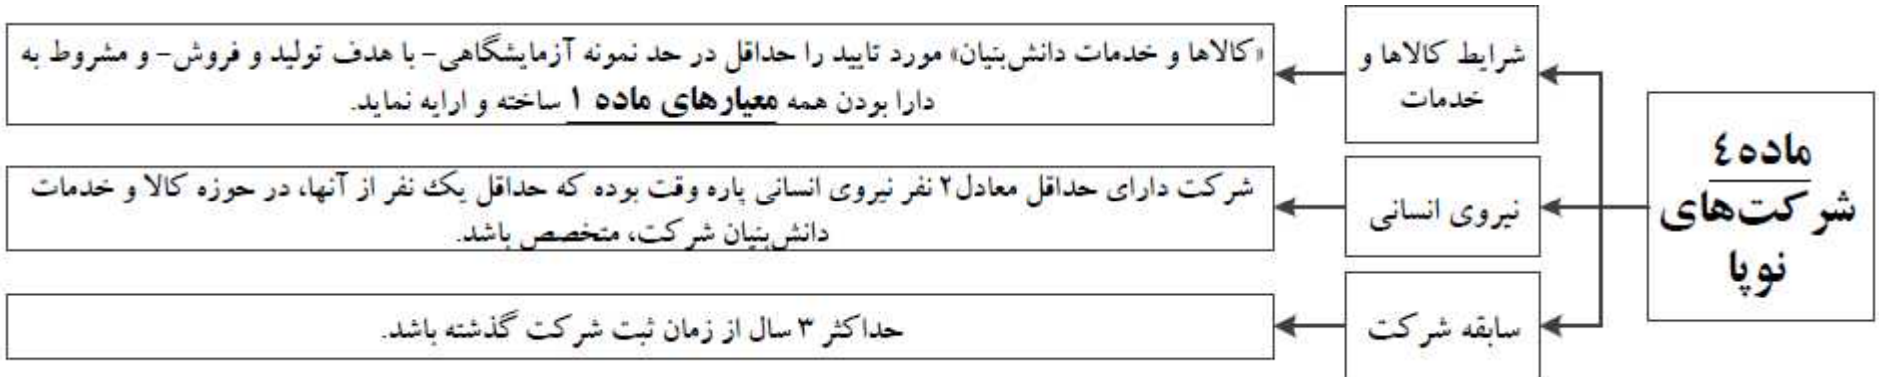 ماده ٤
شرکت‌های
نوپا
شرایط کالاها و
خدمات
«کالاها و خدمات دانش‌بنیان» مورد تایید را حداقل در حد نمونه آزمایشگاهی- با هدف تولید و فروش- و مشروط به
دارا بودن همه معیارهای ماده ۱ ساخته و ارایه نماید.
نیروی انسانی
شرکت دارای حداقل معادل۲ نفر نیروی انسانی پاره وقت بوده که حداقل یک نفر از آنها، در حوزه کالا و خدمات
دانش‌بنیان شرکت، متخصص باشد.
سابقه شرکت
حداکثر ۳ سال از زمان ثبت شرکت گذشته باشد.